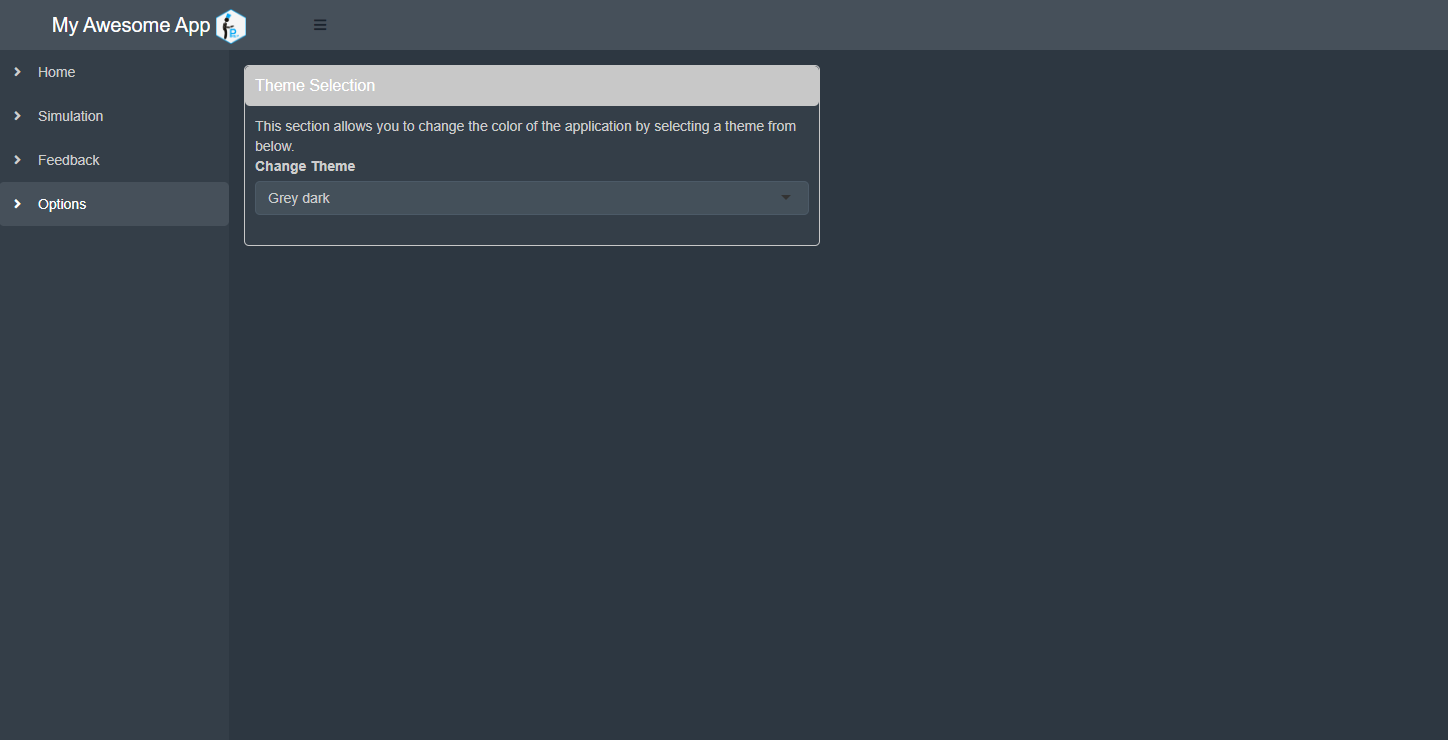 My Awesome App
Home
Simulation
Feedback
Options
Theme Selection
This section allows you to change the color of the application by selecting a theme from
below.
Change Theme
Grey dark